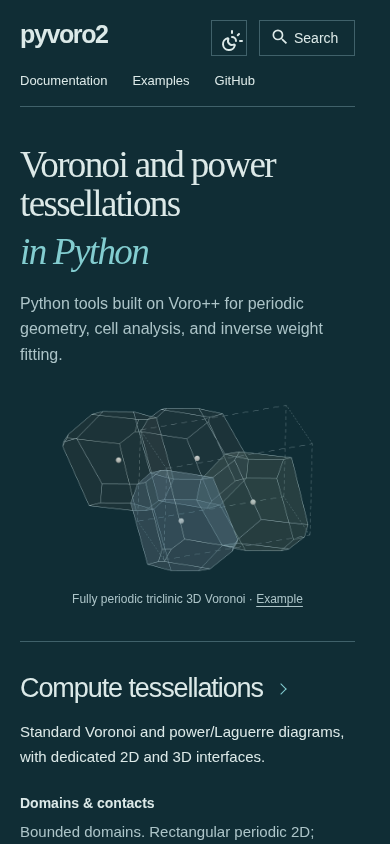 pyvoro2
Search
Documentation Examples GitHub
Voronoi and power
tessellations
in Python
Python tools built on Voro++ for periodic
geometry, cell analysis, and inverse weight
fitting.
Fully periodic triclinic 3D Voronoi · Example
Compute tessellations
Standard Voronoi and power/Laguerre diagrams,
with dedicated 2D and 3D interfaces.
Domains & contacts
Bounded domains. Rectangular periodic 2D;